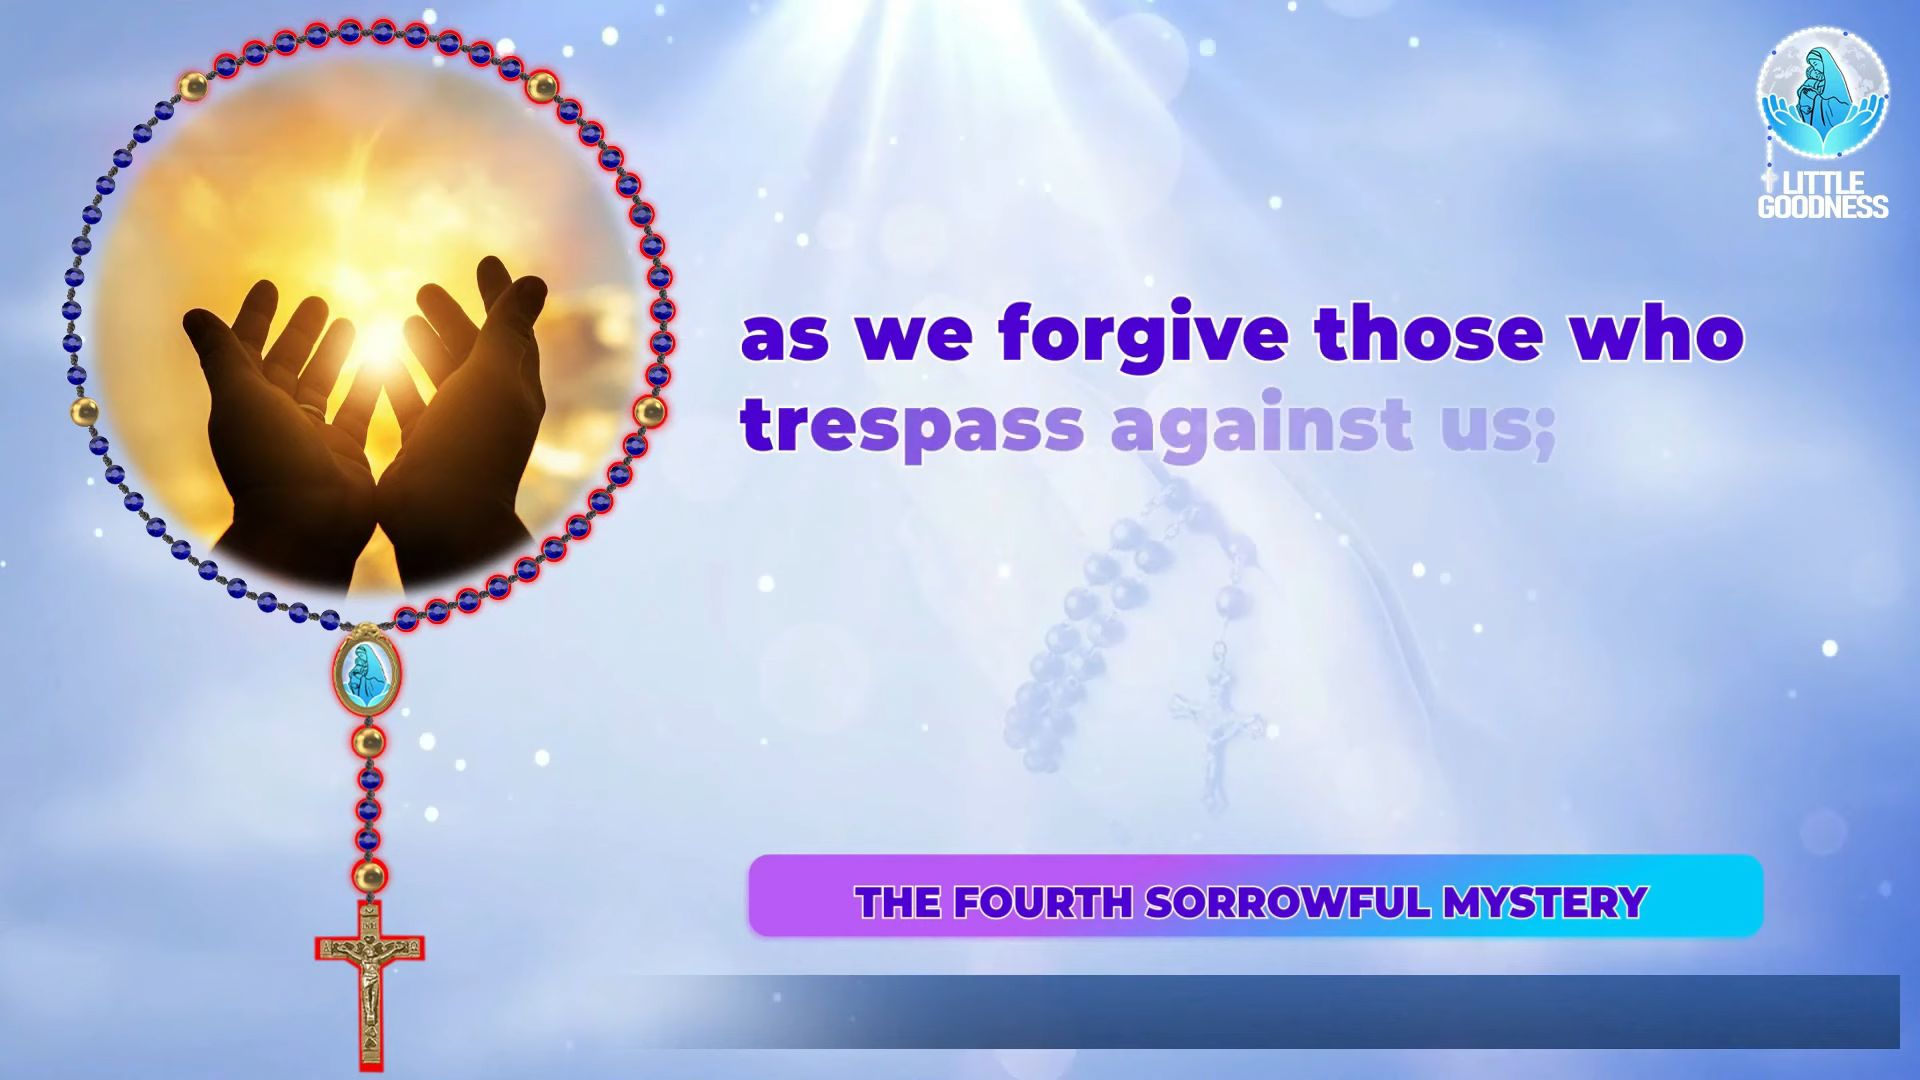 LITTLE
GOODNESS
as we forgive those who
trespass against us;
THE FOURTH SORROWFUL MYSTERY